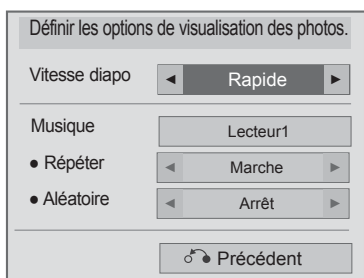 Définir les options de visualisation des photos.
Vitesse diapo ◄ Rapide ►
Musique Lecteur1
● Répéter ◄ Marche ►
● Aléatoire ◄ Arrêt ►
Précédent